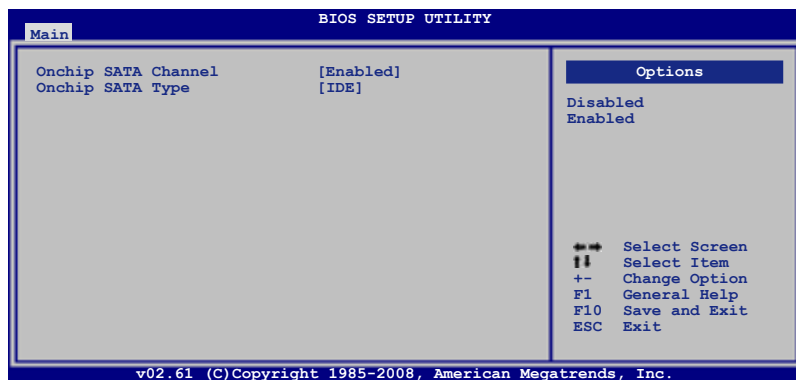 BIOS SETUP UTILITY
Main
Onchip SATA Channel [Enabled]
Onchip SATA Type [IDE]
Options
Disabled
Enabled
←→ Select Screen
↑↓ Select Item
+- Change Option
F1 General Help
F10 Save and Exit
ESC Exit
v02.61 (C)Copyright 1985-2008, American Megatrends, Inc.